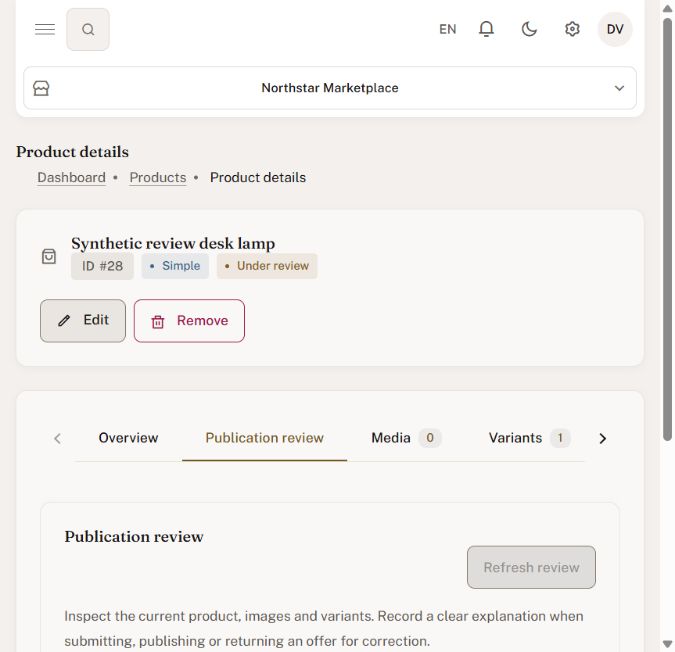 EN
DV
Northstar Marketplace
Product details
Dashboard • Products • Product details
Synthetic review desk lamp
ID #28 • Simple • Under review
Edit Remove
Overview Publication review Media 0 Variants 1
Publication review
Refresh review
Inspect the current product, images and variants. Record a clear explanation when
submitting, publishing or returning an offer for correction.